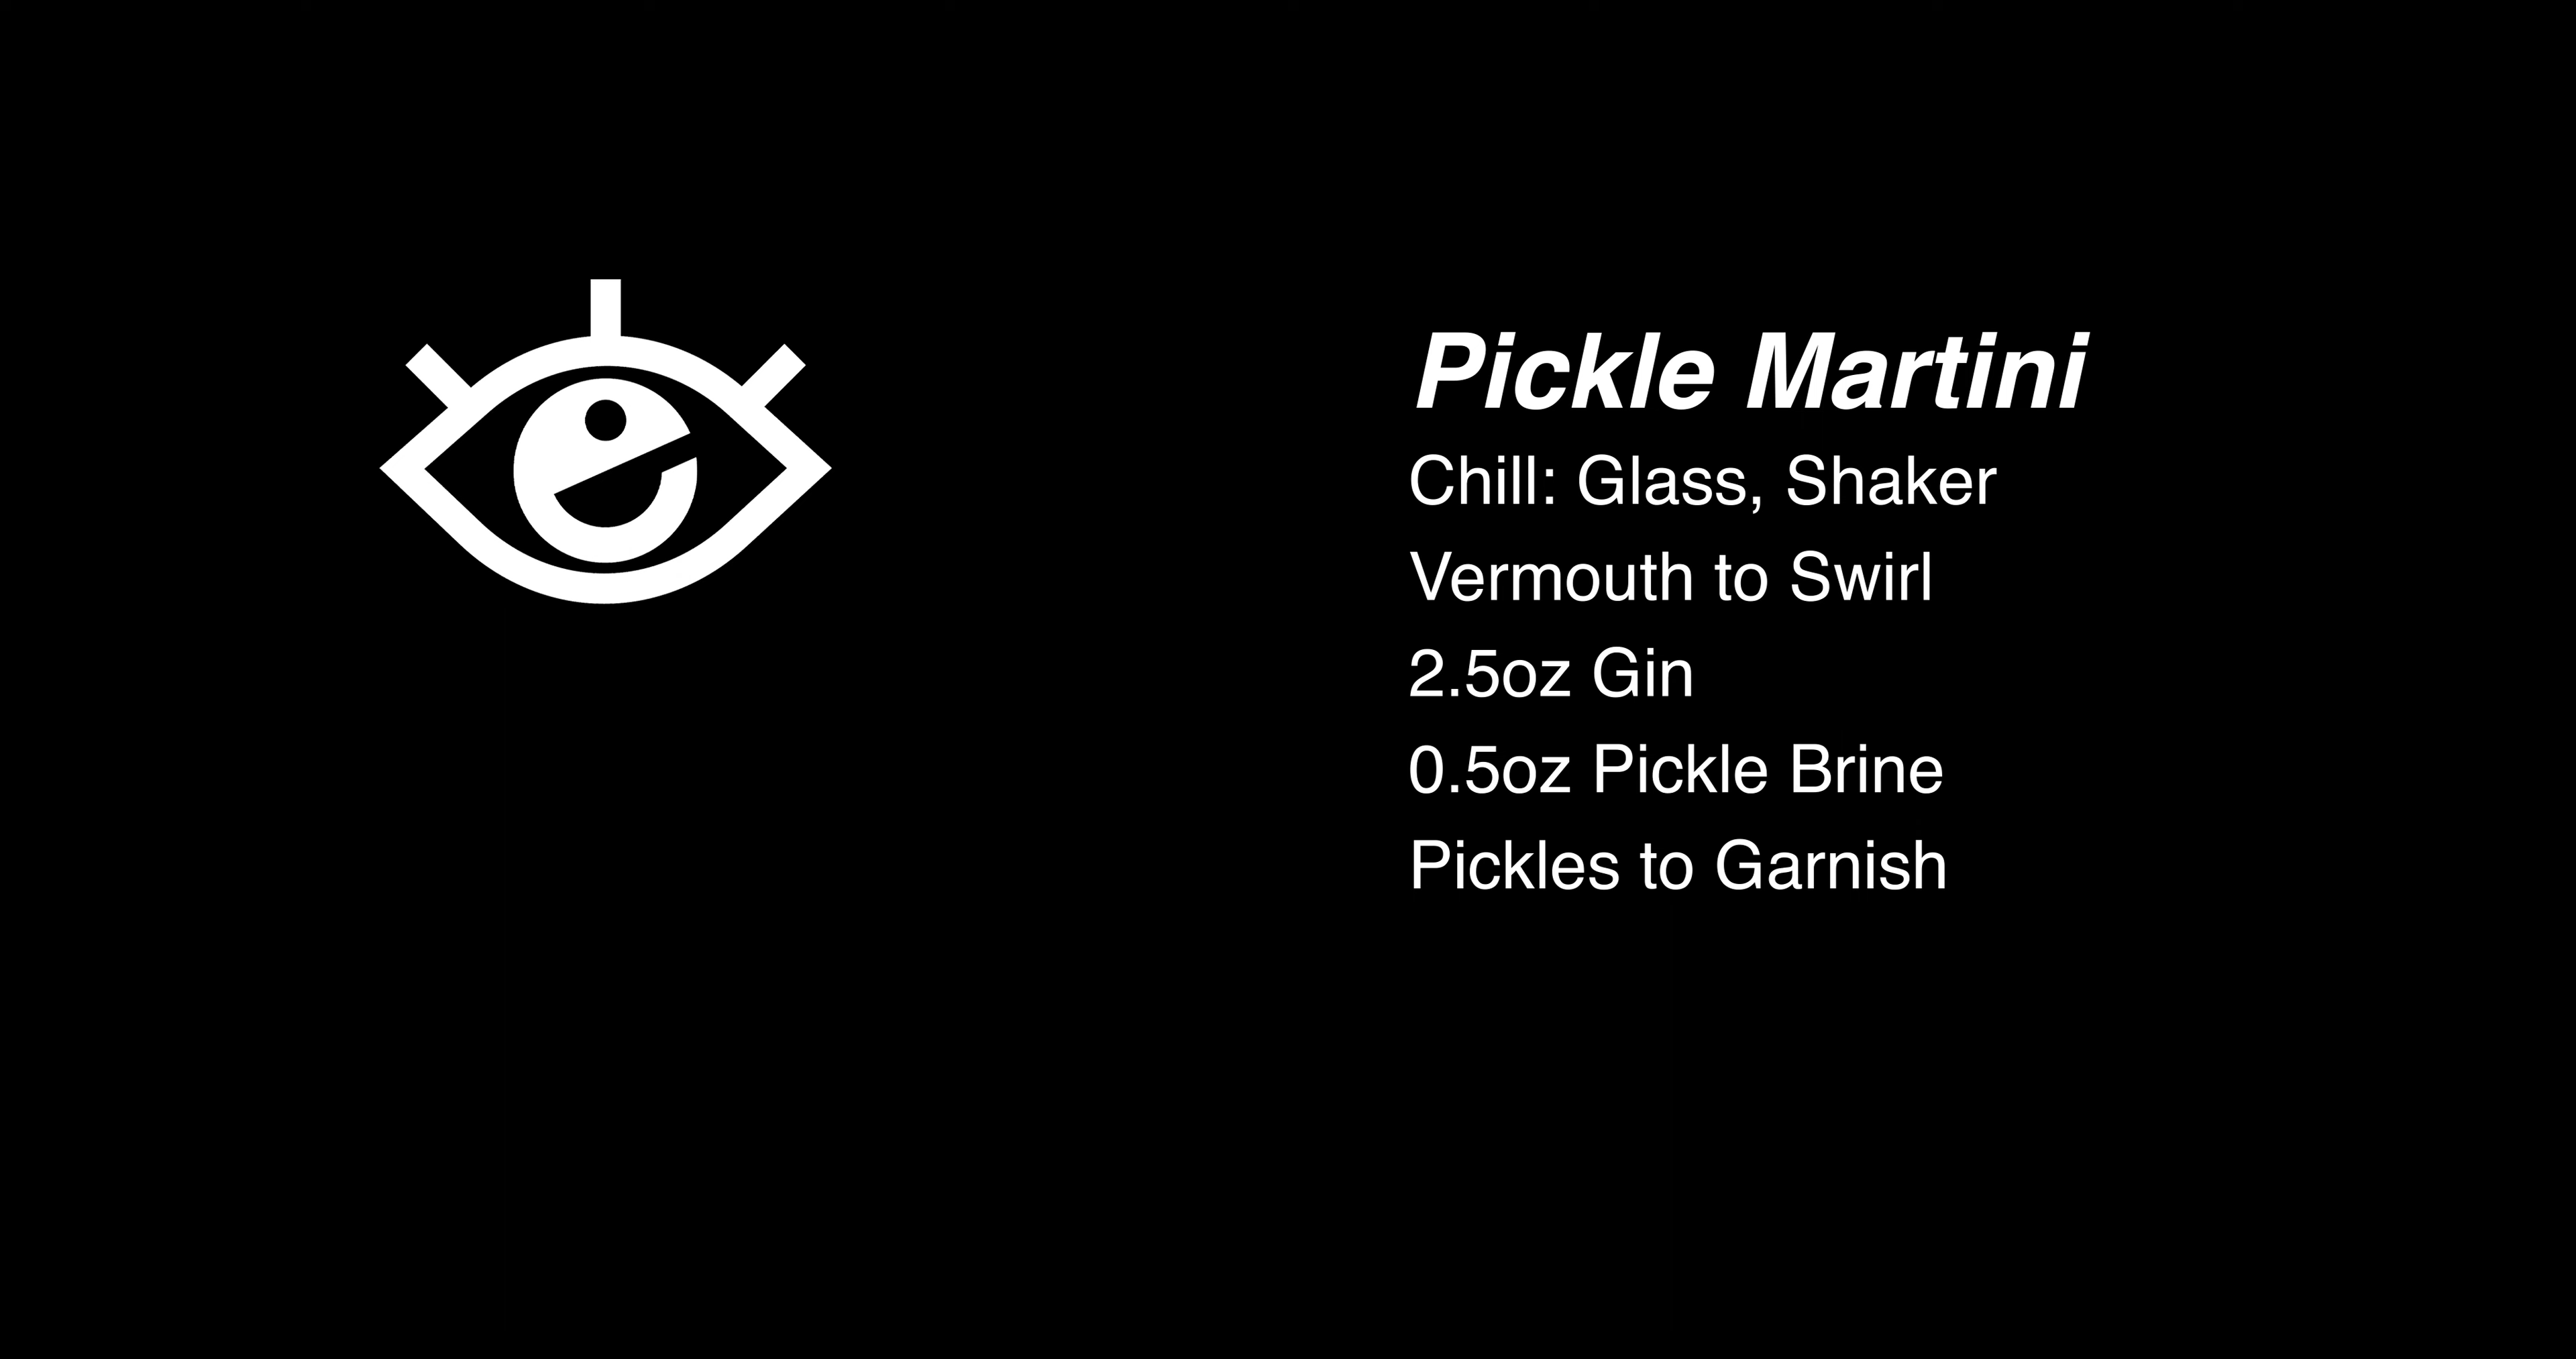 Pickle Martini
Chill: Glass, Shaker
Vermouth to Swirl
2.5oz Gin
0.5oz Pickle Brine
Pickles to Garnish